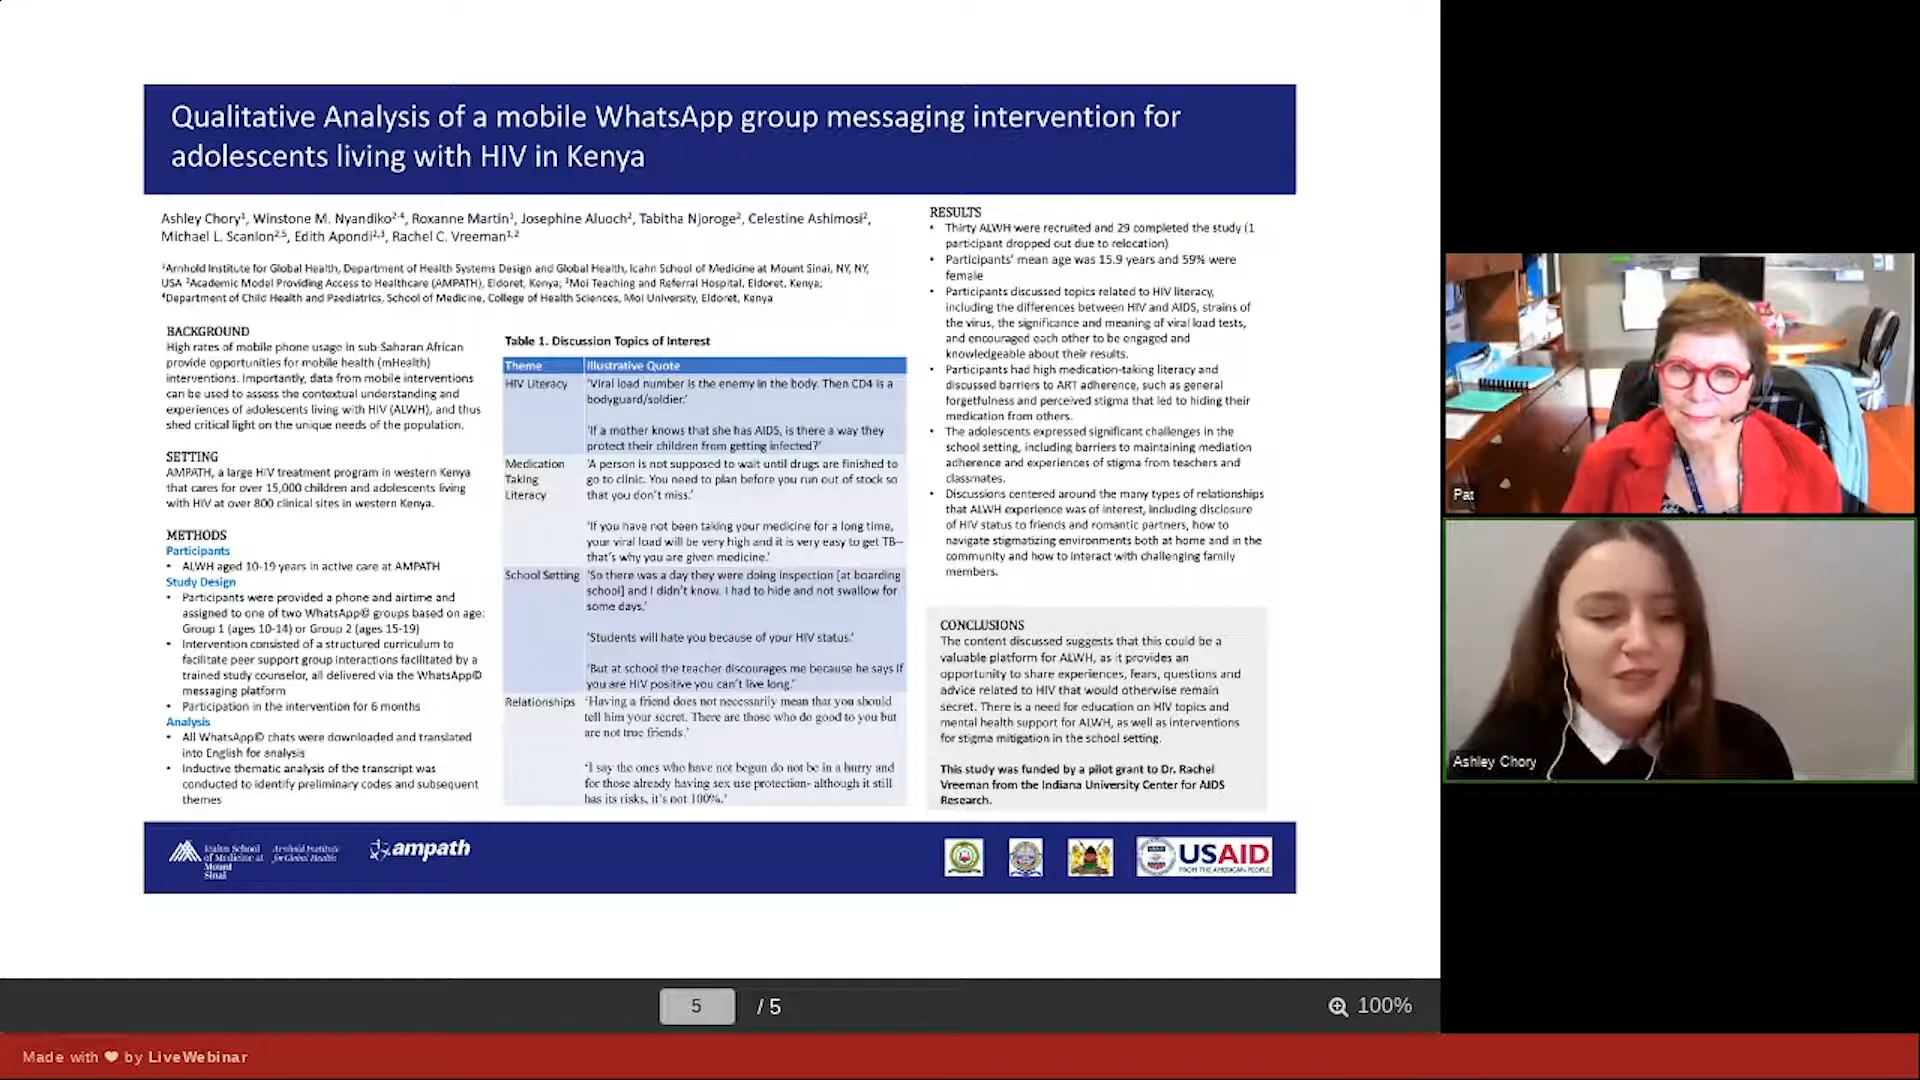 Qualitative Analysis of a mobile WhatsApp group messaging intervention for
adolescents living with HIV in Kenya
Ashley Chory1, Winstone M. Nyandiko2-4, Roxanne Martin1, Josephine Aluoch2, Tabitha Njoroge2, Celestine Ashimosi2,
Michael L. Scanlon2,5, Edith Apondi2,3, Rachel C. Vreeman1,2
1Arnhold Institute for Global Health, Department of Health Systems Design and Global Health, Icahn School of Medicine at Mount Sinai, NY, NY,
USA 2Academic Model Providing Access to Healthcare (AMPATH), Eldoret, Kenya; 3Moi Teaching and Referral Hospital, Eldoret, Kenya;
4Department of Child Health and Paediatrics, School of Medicine, College of Health Sciences, Moi University, Eldoret, Kenya
BACKGROUND
High rates of mobile phone usage in sub-Saharan African
provide opportunities for mobile health (mHealth)
interventions. Importantly, data from mobile interventions
can be used to assess the contextual understanding and
experiences of adolescents living with HIV (ALWH), and thus
shed critical light on the unique needs of the population.
SETTING
AMPATH, a large HIV treatment program in western Kenya
that cares for over 15,000 children and adolescents living
with HIV at over 800 clinical sites in western Kenya.
METHODS
Participants
• ALWH aged 10-19 years in active care at AMPATH
Study Design
• Participants were provided a phone and airtime and
assigned to one of two WhatsApp© groups based on age:
Group 1 (ages 10-14) or Group 2 (ages 15-19)
• Intervention consisted of a structured curriculum to
facilitate peer support group interactions facilitated by a
trained study counselor, all delivered via the WhatsApp©
messaging platform
• Participation in the intervention for 6 months
Analysis
• All WhatsApp© chats were downloaded and translated
into English for analysis
• Inductive thematic analysis of the transcript was
conducted to identify preliminary codes and subsequent
themes
Table 1. Discussion Topics of Interest
Theme Illustrative Quote
HIV Literacy 'Viral load number is the enemy in the body. Then CD4 is a
bodyguard/soldier.'
'If a mother knows that she has AIDS, is there a way they
protect their children from getting infected?'
Medication 'A person is not supposed to wait until drugs are finished to
Taking go to clinic. You need to plan before you run out of stock so
Literacy that you don't miss.'
'If you have not been taking your medicine for a long time,
your viral load will be very high and it is very easy to get TB--
that's why you are given medicine.'
School Setting 'So there was a day they were doing inspection [at boarding
school] and I didn't know. I had to hide and not swallow for
some days.'
'Students will hate you because of your HIV status.'
'But at school the teacher discourages me because he says if
you are HIV positive you can't live long.'
Relationships 'Having a friend does not necessarily mean that you should
tell him your secret. There are those who do good to you but
are not true friends.'
'I say the ones who have not begun do not be in a hurry and
for those already having sex use protection- although it still
has its risks, it's not 100%.'
RESULTS
• Thirty ALWH were recruited and 29 completed the study (1
participant dropped out due to relocation)
• Participants' mean age was 15.9 years and 59% were
female
• Participants discussed topics related to HIV literacy,
including the differences between HIV and AIDS, strains of
the virus, the significance and meaning of viral load tests,
and encouraged each other to be engaged and
knowledgeable about their results.
• Participants had high medication-taking literacy and
discussed barriers to ART adherence, such as general
forgetfulness and perceived stigma that led to hiding their
medication from others.
• The adolescents expressed significant challenges in the
school setting, including barriers to maintaining mediation
adherence and experiences of stigma from teachers and
classmates.
• Discussions centered around the many types of relationships
that ALWH experience was of interest, including disclosure
of HIV status to friends and romantic partners, how to
navigate stigmatizing environments both at home and in the
community and how to interact with challenging family
members.
CONCLUSIONS
The content discussed suggests that this could be a
valuable platform for ALWH, as it provides an
opportunity to share experiences, fears, questions and
advice related to HIV that would otherwise remain
secret. There is a need for education on HIV topics and
mental health support for ALWH, as well as interventions
for stigma mitigation in the school setting.
This study was funded by a pilot grant to Dr. Rachel
Vreeman from the Indiana University Center for AIDS
Research.
Icahn School
of Medicine at
Mount
Sinai
Arnhold Institute
for Global Health
ampath
USAID
FROM THE AMERICAN PEOPLE
Pat
Ashley Chory
5 / 5
100%
Made with ❤ by LiveWebinar